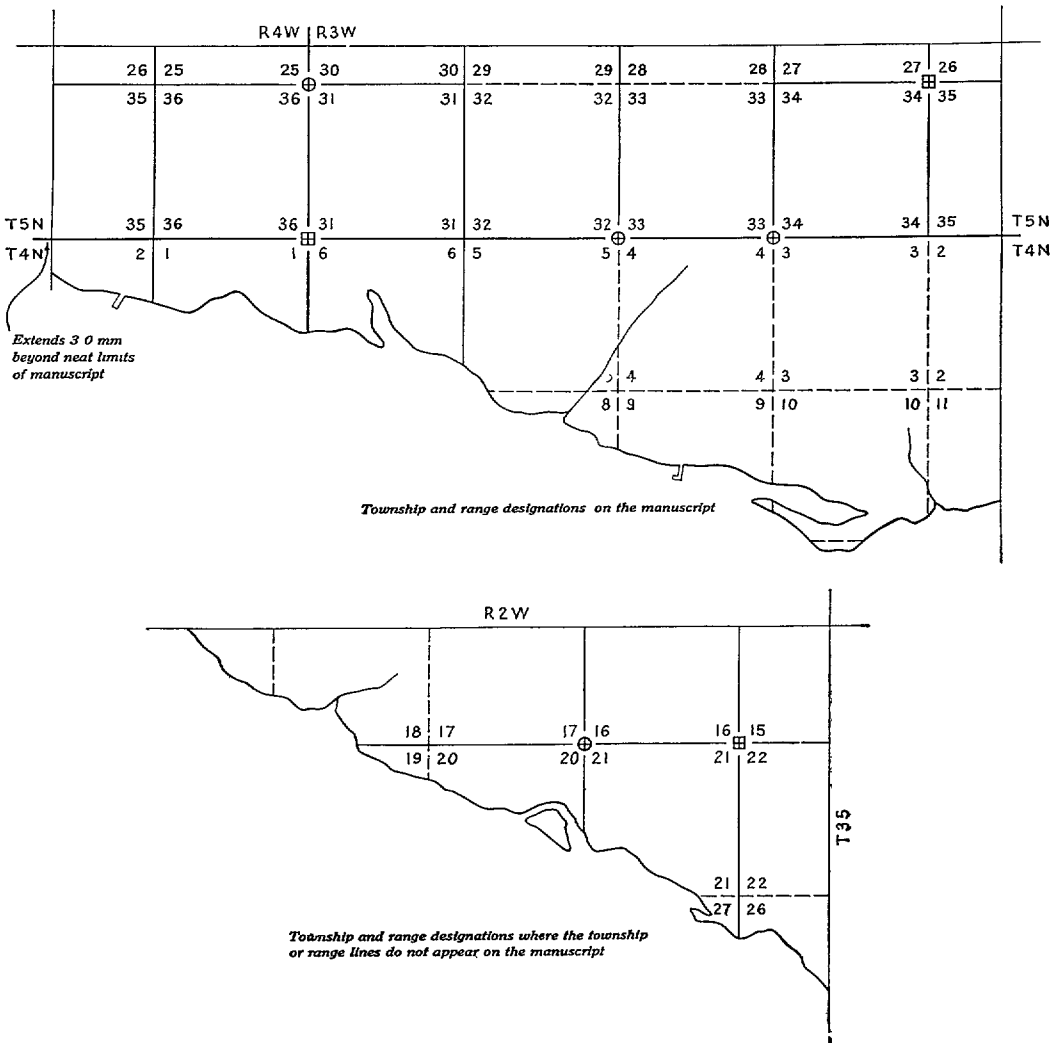 R4W R3W
26 25 25 30 30 29 29 28 28 27 27 26
35 36 36 31 31 32 32 33 33 34 34 35
T5N 35 36 36 31 31 32 32 33 33 34 34 35 T5N
T4N 2 1 1 6 6 5 5 4 4 3 3 2 T4N
Extends 3 0 mm
beyond neat limits
of manuscript
4 4 3 3 2
8 9 9 10 10 11
Township and range designations on the manuscript
R2W
18 17 17 16 16 15
19 20 20 21 21 22
T35
21 22
27 26
Township and range designations where the township
or range lines do not appear on the manuscript